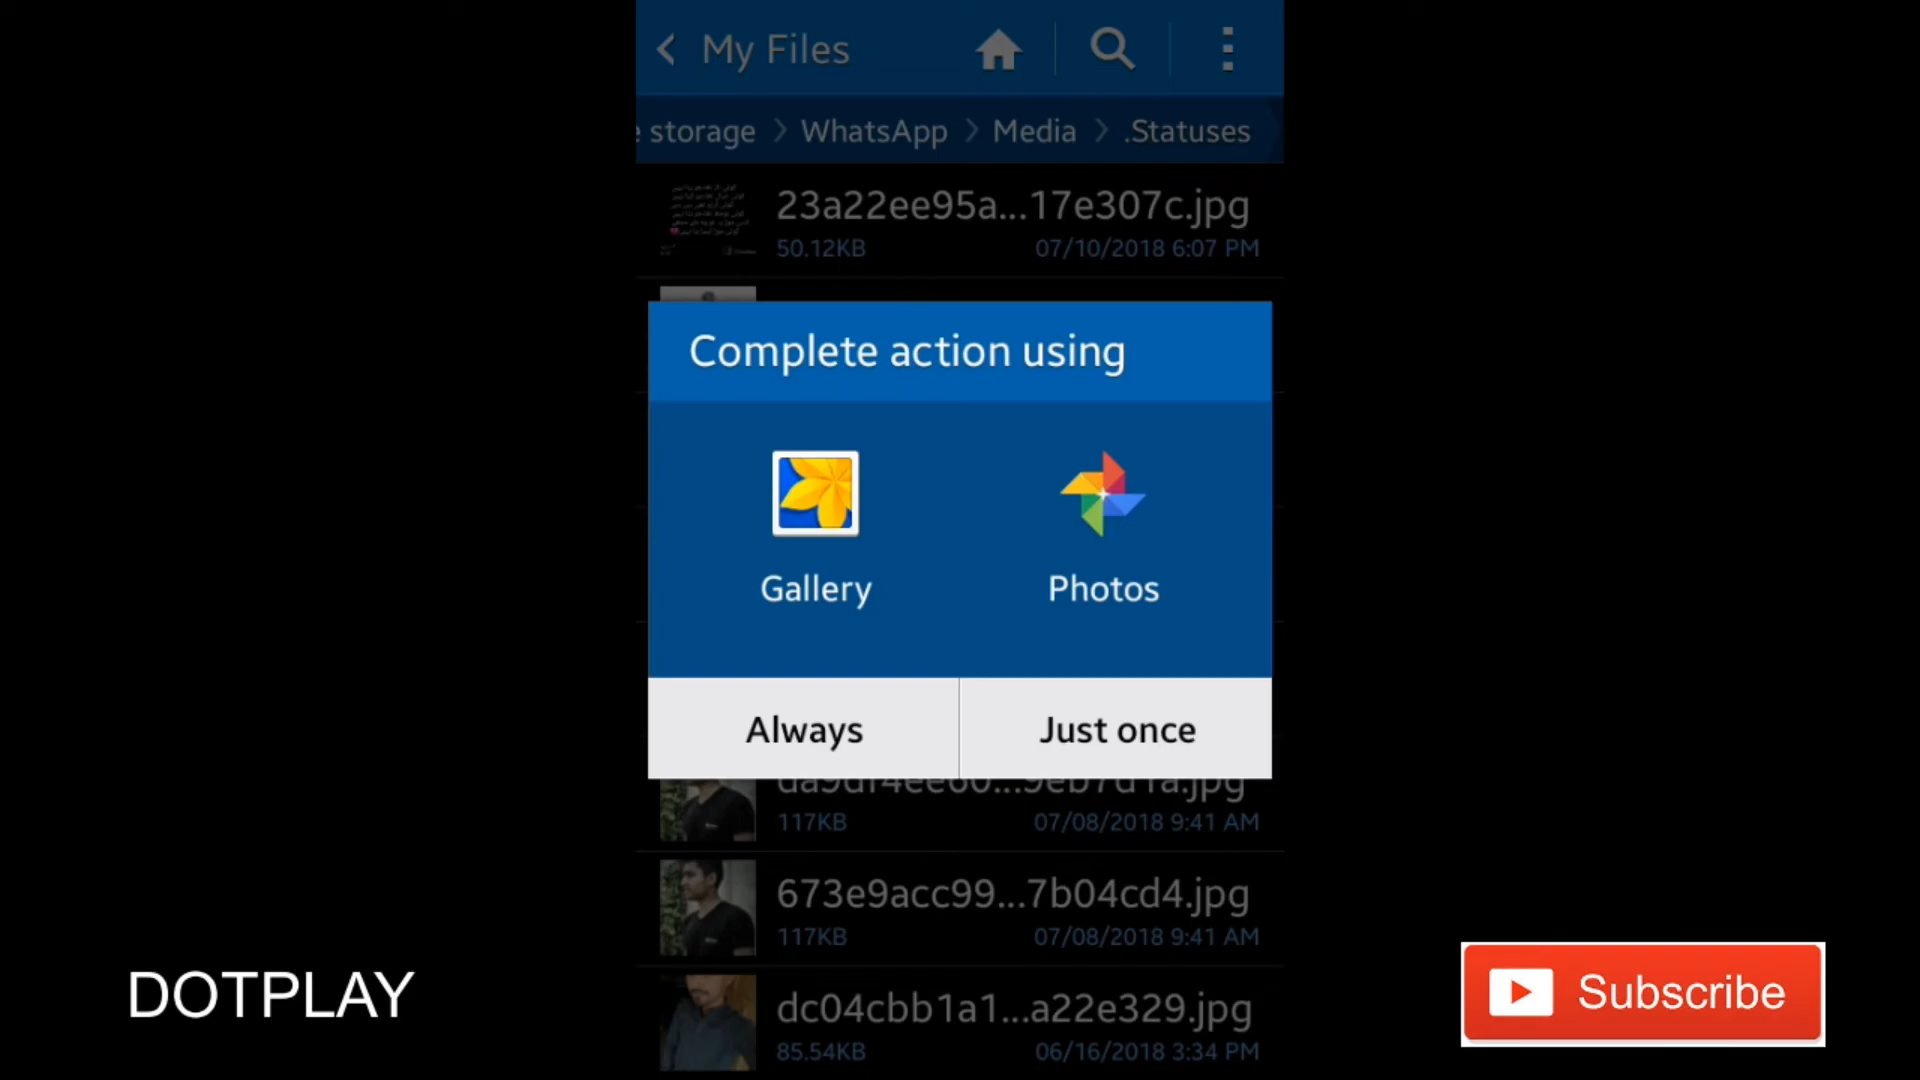 My Files
storage > WhatsApp > Media > .Statuses
23a22ee95a...17e307c.jpg
50.12KB 07/10/2018 6:07 PM
Complete action using
Gallery Photos
Always Just once
117KB 07/08/2018 9:41 AM
673e9acc99...7b04cd4.jpg
117KB 07/08/2018 9:41 AM
dc04cbb1a1...a22e329.jpg
85.54KB 06/16/2018 3:34 PM
DOTPLAY
Subscribe